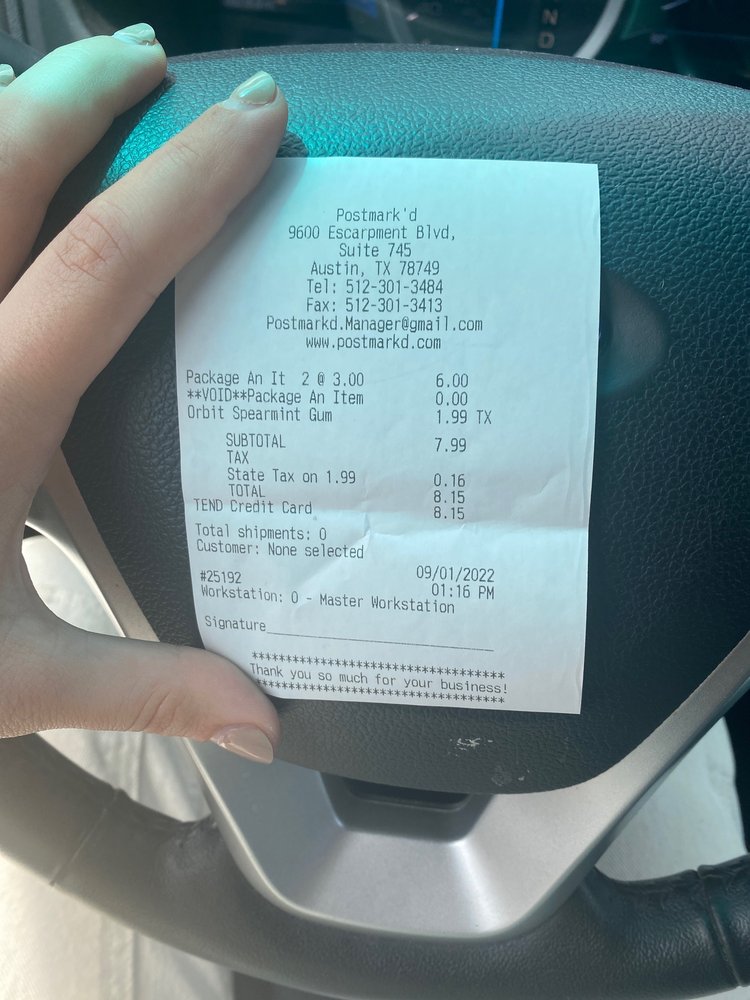 N
D
Postmark'd
9600 Escarpment Blvd,
Suite 745
Austin, TX 78749
Tel: 512-301-3484
Fax: 512-301-3413
Postmarkd.Manager@gmail.com
www.postmarkd.com
Package An It 2 @ 3.00 6.00
**VOID**Package An Item 0.00
Orbit Spearmint Gum 1.99 TX
SUBTOTAL 7.99
TAX
State Tax on 1.99 0.16
TOTAL 8.15
TEND Credit Card 8.15
Total shipments: 0
Customer: None selected
#25192 09/01/2022
01:16 PM
Workstation: 0 - Master Workstation
Signature
************************************
Thank you so much for your business!
************************************